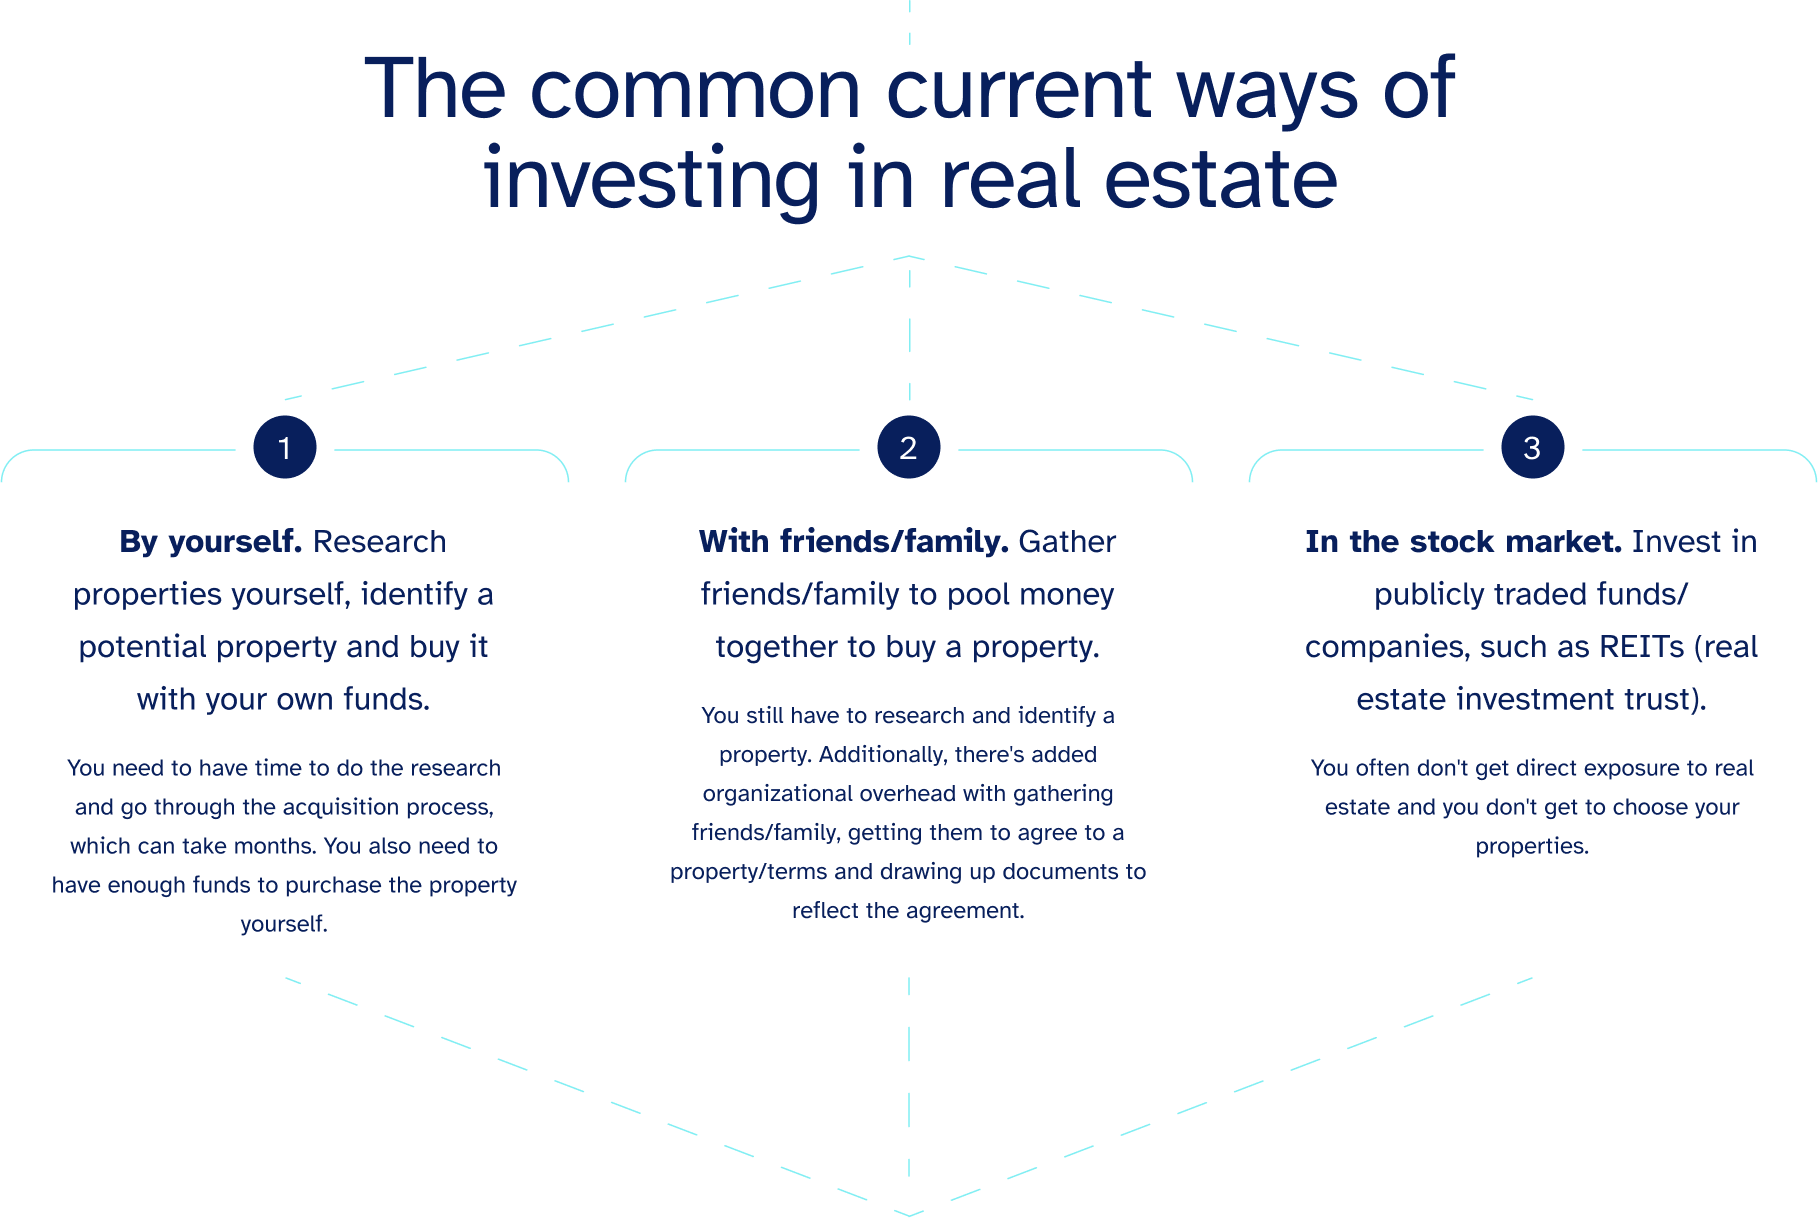 The common current ways of
investing in real estate
1
By yourself. Research
properties yourself, identify a
potential property and buy it
with your own funds.
You need to have time to do the research
and go through the acquisition process,
which can take months. You also need to
have enough funds to purchase the property
yourself.
2
With friends/family. Gather
friends/family to pool money
together to buy a property.
You still have to research and identify a
property. Additionally, there's added
organizational overhead with gathering
friends/family, getting them to agree to a
property/terms and drawing up documents to
reflect the agreement.
3
In the stock market. Invest in
publicly traded funds/
companies, such as REITs (real
estate investment trust).
You often don't get direct exposure to real
estate and you don't get to choose your
properties.